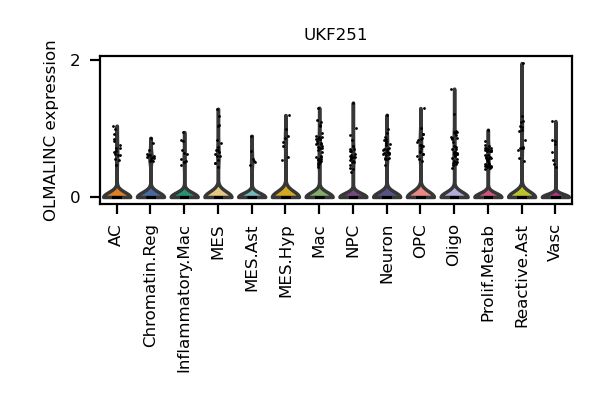 UKF251
OLMALINC expression
2
0
AC
Chromatin.Reg
Inflammatory.Mac
MES
MES.Ast
MES.Hyp
Mac
NPC
Neuron
OPC
Oligo
Prolif.Metab
Reactive.Ast
Vasc